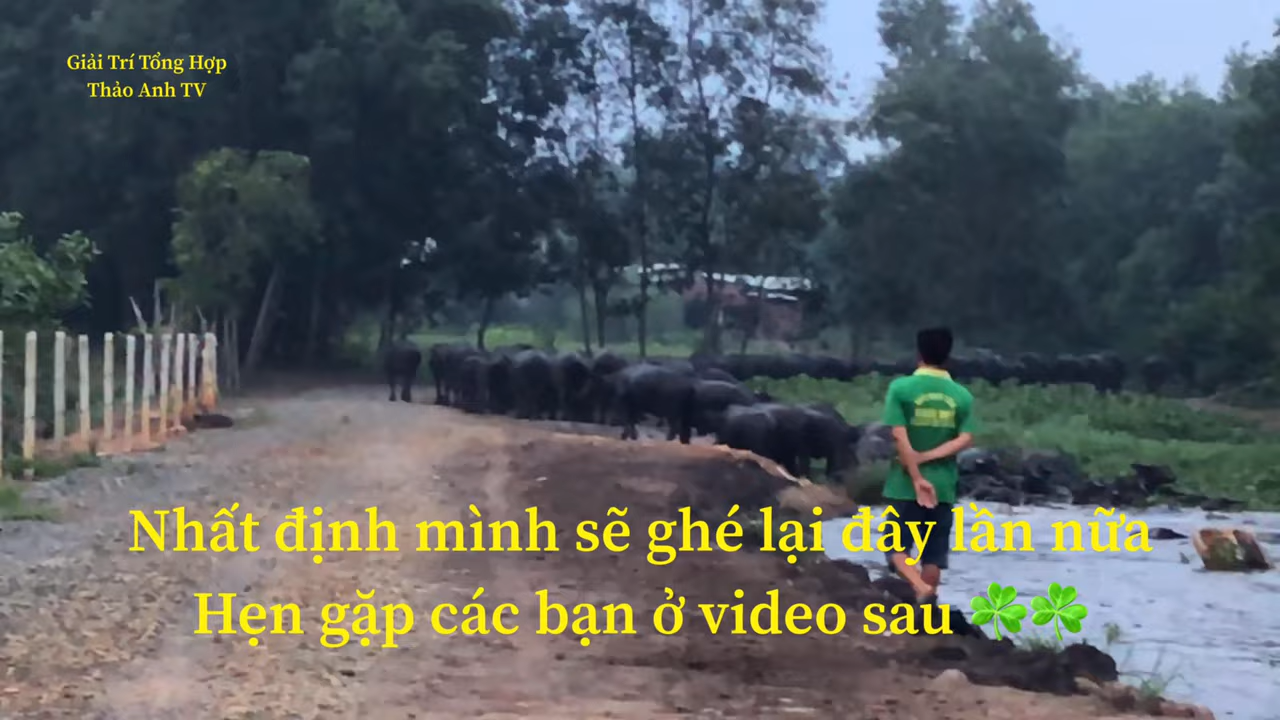 Giải Trí Tổng Hợp
Thảo Anh TV
Nhất định mình sẽ ghé lại đây lần nữa
Hẹn gặp các bạn ở video sau ☘️☘️